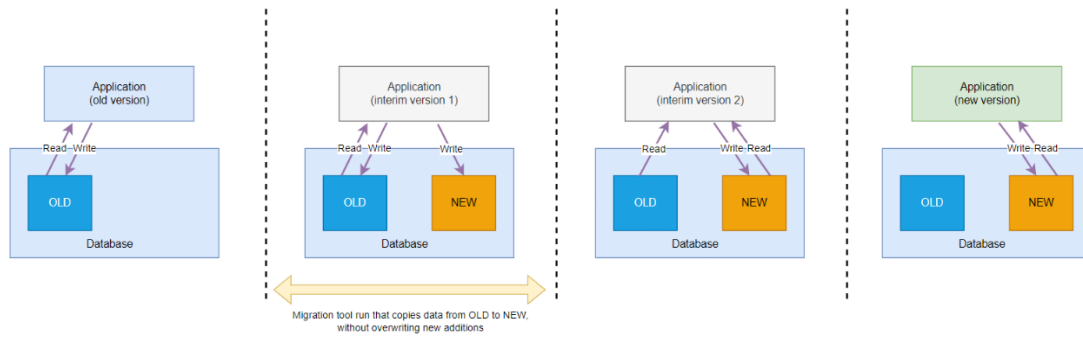 Application
(old version)
Read
Write
OLD
Database
Application
(interim version 1)
Read
Write
Write
OLD
NEW
Database
Migration tool run that copies data from OLD to NEW,
without overwriting new additions
Application
(interim version 2)
Read
Write
Read
OLD
NEW
Database
Application
(new version)
Write
Read
OLD
NEW
Database